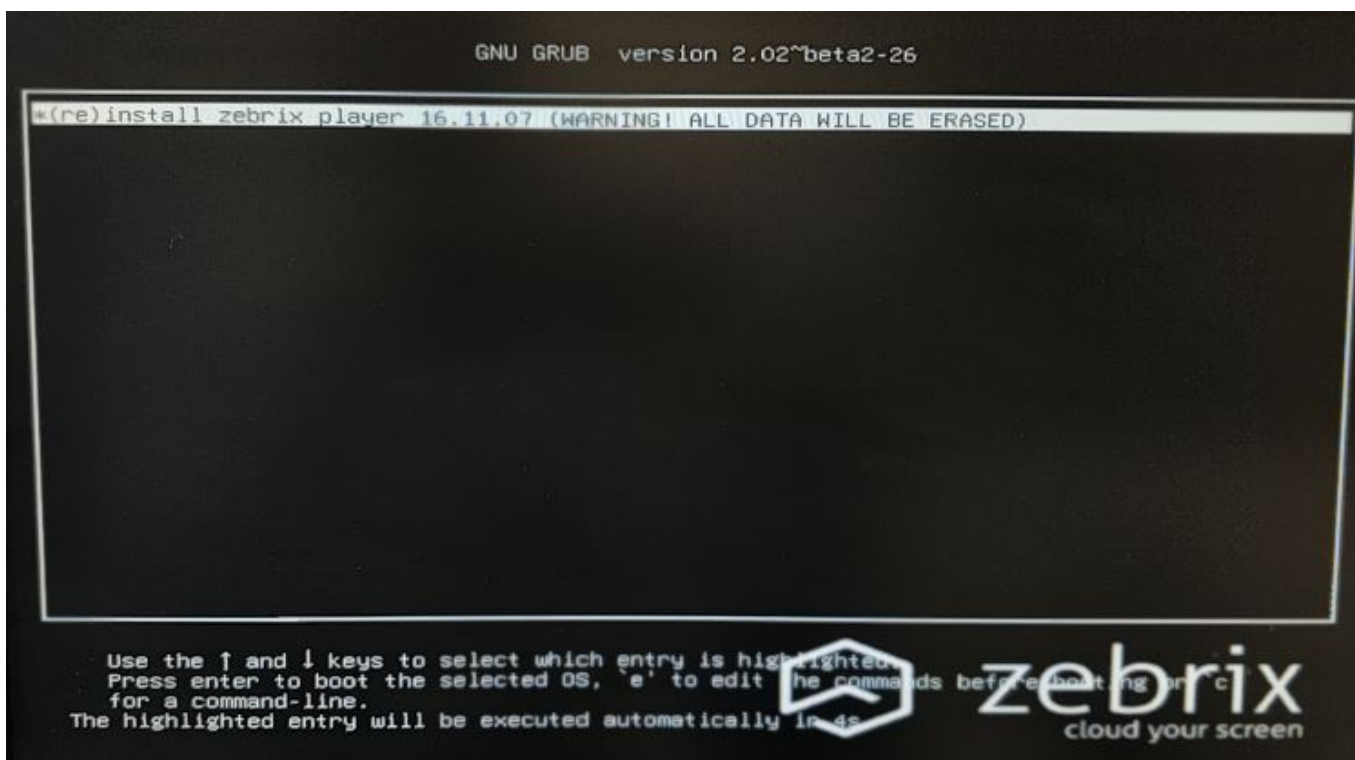 GNU GRUB version 2.02~beta2-26
*(re)install zebrix player 16.11.07 (WARNING! ALL DATA WILL BE ERASED)
Use the ↑ and ↓ keys to select which entry is highlighted.
Press enter to boot the selected OS, `e' to edit the commands before booting or `c'
for a command-line.
The highlighted entry will be executed automatically in 4s.
zebrix
cloud your screen